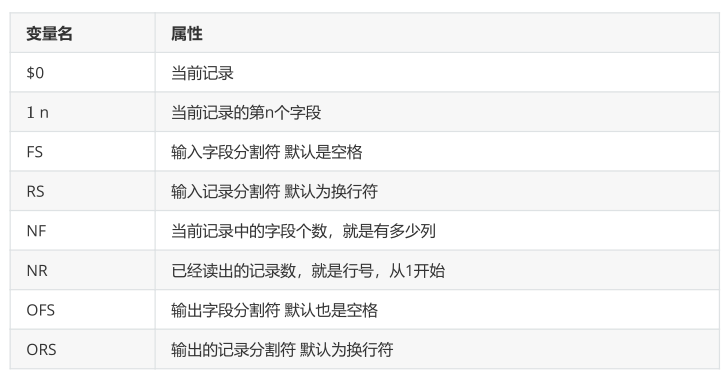 变量名 属性
$0 当前记录
1 n 当前记录的第n个字段
FS 输入字段分割符 默认是空格
RS 输入记录分割符 默认为换行符
NF 当前记录中的字段个数，就是有多少列
NR 已经读出的记录数，就是行号，从1开始
OFS 输出字段分割符 默认也是空格
ORS 输出的记录分割符 默认为换行符